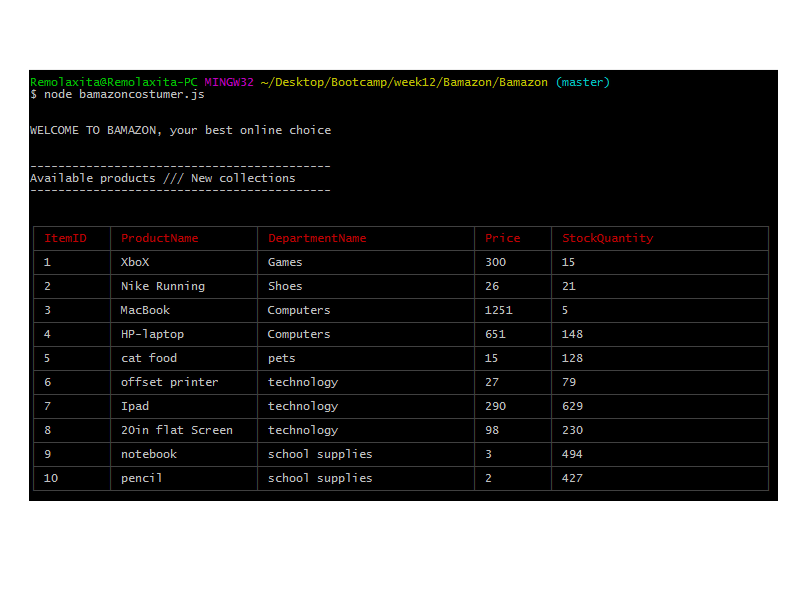 Remolaxita@Remolaxita-PC MINGW32 ~/Desktop/Bootcamp/week12/Bamazon/Bamazon (master)
$ node bamazoncostumer.js
WELCOME TO BAMAZON, your best online choice
-------------------------------------------
Available products /// New collections
-------------------------------------------
ItemID ProductName DepartmentName Price StockQuantity
1 XboX Games 300 15
2 Nike Running Shoes 26 21
3 MacBook Computers 1251 5
4 HP-laptop Computers 651 148
5 cat food pets 15 128
6 offset printer technology 27 79
7 Ipad technology 290 629
8 20in flat Screen technology 98 230
9 notebook school supplies 3 494
10 pencil school supplies 2 427